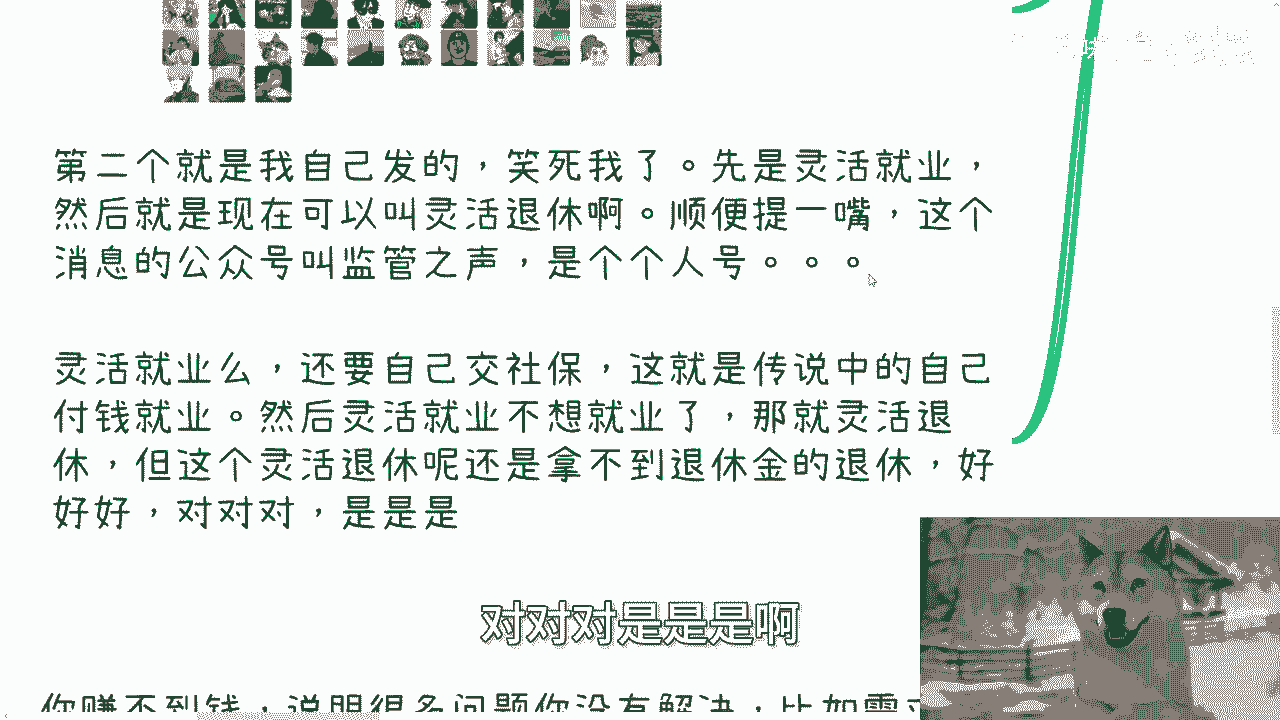 第二个就是我自己发的，笑死我了。先是灵活就业，
然后就是现在可以叫灵活退休啊。顺便提一嘴，这个
消息的公众号叫监管之声，是个个人号。。。
灵活就业么，还要自己交社保，这就是传说中的自己
付钱就业。然后灵活就业不想就业了，那就灵活退
休，但这个灵活退休呢还是拿不到退休金的退休，好
好好，对对对，是是是
对对对是是是啊
你赚不到钱，说明很多问题你没有解决，比如需